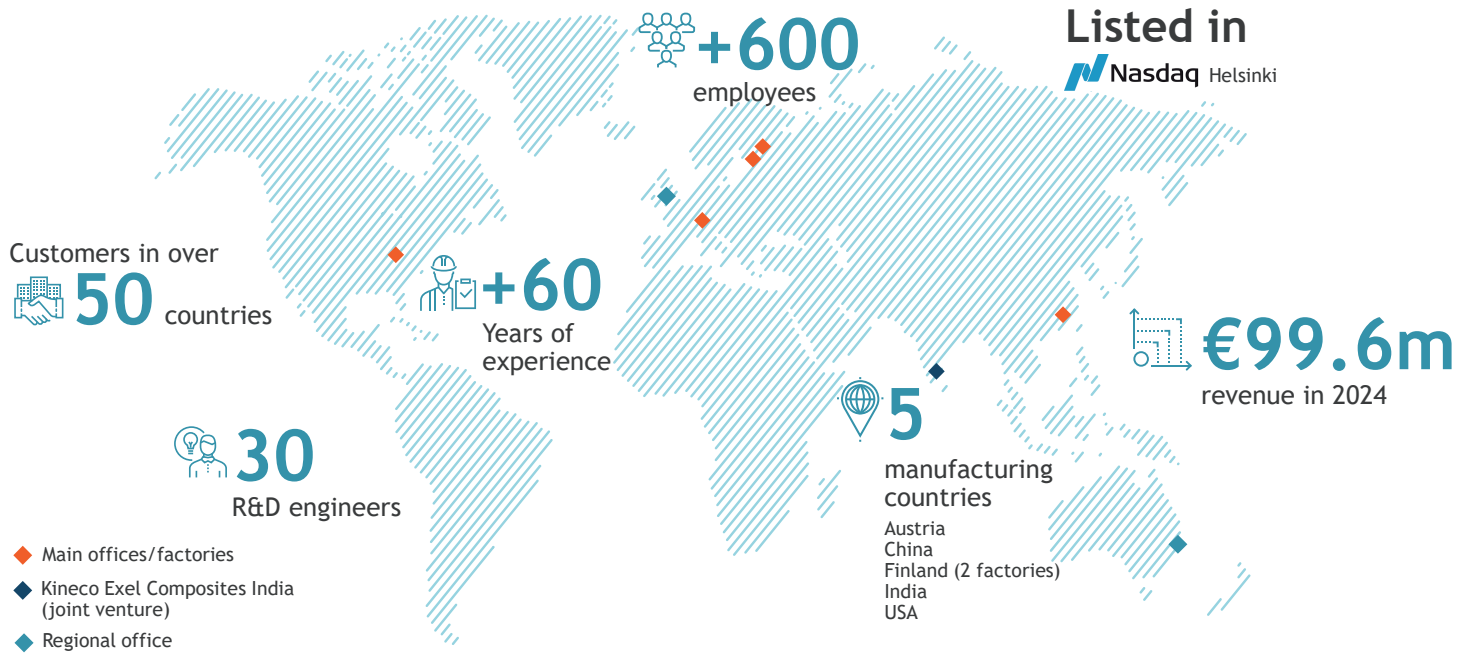 Listed in
Nasdaq Helsinki
+600
employees
Customers in over
50 countries
+60
Years of
experience
€99.6m
revenue in 2024
5
manufacturing
countries
Austria
China
Finland (2 factories)
India
USA
30
R&D engineers
Main offices/factories
Kineco Exel Composites India
(joint venture)
Regional office